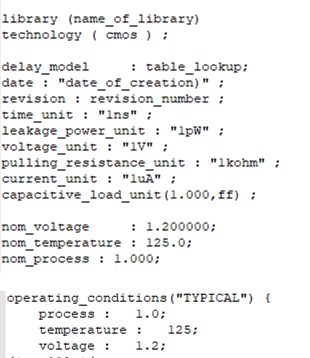 library (name_of_library)
technology ( cmos ) ;
delay_model : table_lookup;
date : "date_of_creation)" ;
revision : revision_number ;
time_unit : "1ns" ;
leakage_power_unit : "1pW" ;
voltage_unit : "1V" ;
pulling_resistance_unit : "1kohm" ;
current_unit : "1uA" ;
capacitive_load_unit(1.000,ff) ;
nom_voltage : 1.200000;
nom_temperature : 125.0;
nom_process : 1.000;
operating_conditions("TYPICAL") {
process : 1.0;
temperature : 125;
voltage : 1.2;